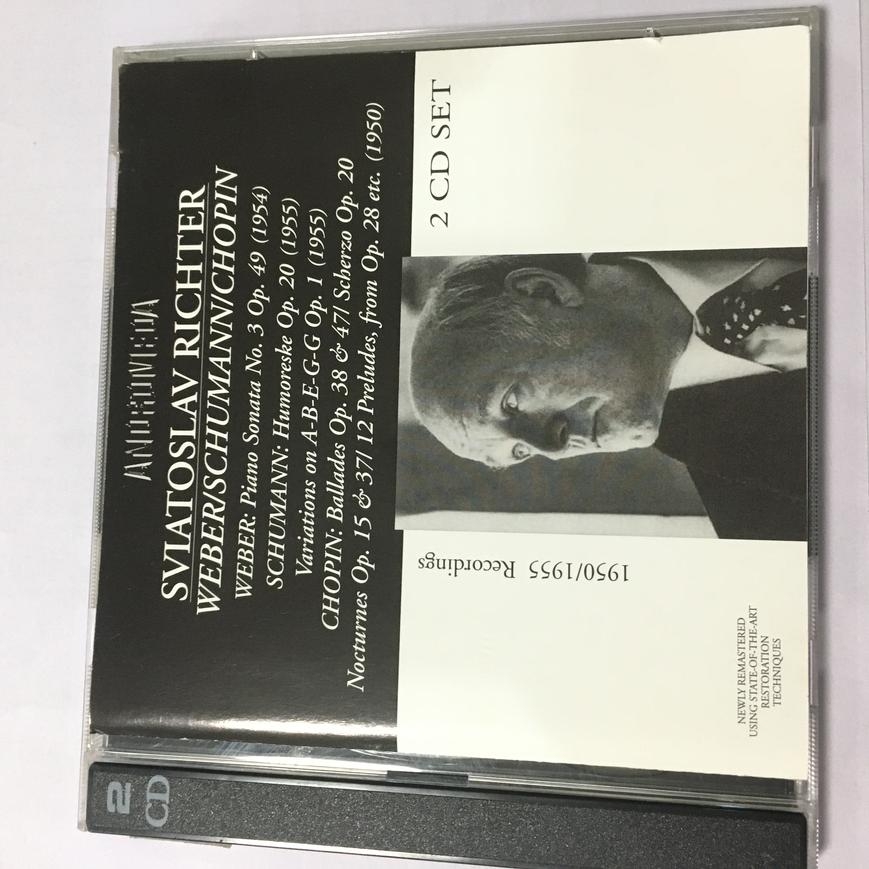 ANDROMEDA
SVIATOSLAV RICHTER
WEBER/SCHUMANN/CHOPIN
WEBER: Piano Sonata No. 3 Op. 49 (1954)
SCHUMANN: Humoreske Op. 20 (1955)
Variations on A-B-E-G-G Op. 1 (1955)
CHOPIN: Ballades Op. 38 & 47/ Scherzo Op. 20
Nocturnes Op. 15 & 37/ 12 Preludes, from Op. 28 etc. (1950)
2 CD SET
1950/1955 Recordings
NEWLY REMASTERED
USING STATE-OF-THE-ART
RESTORATION
TECHNIQUES
2
CD